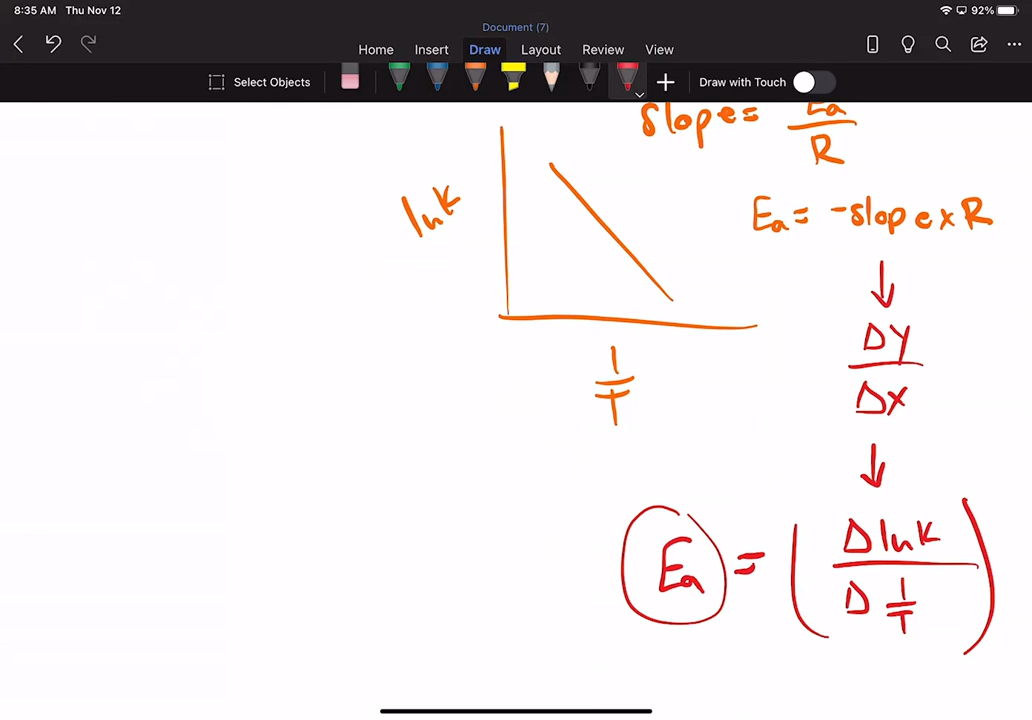 8:35 AM Thu Nov 12
92%
Document (7)
Home Insert Draw Layout Review View
Select Objects
Draw with Touch
slope = Ea
R
ln k
1
T
Ea = -slope x R
↓
ΔY
ΔX
↓
Ea = ( Δ ln k
Δ 1
T )